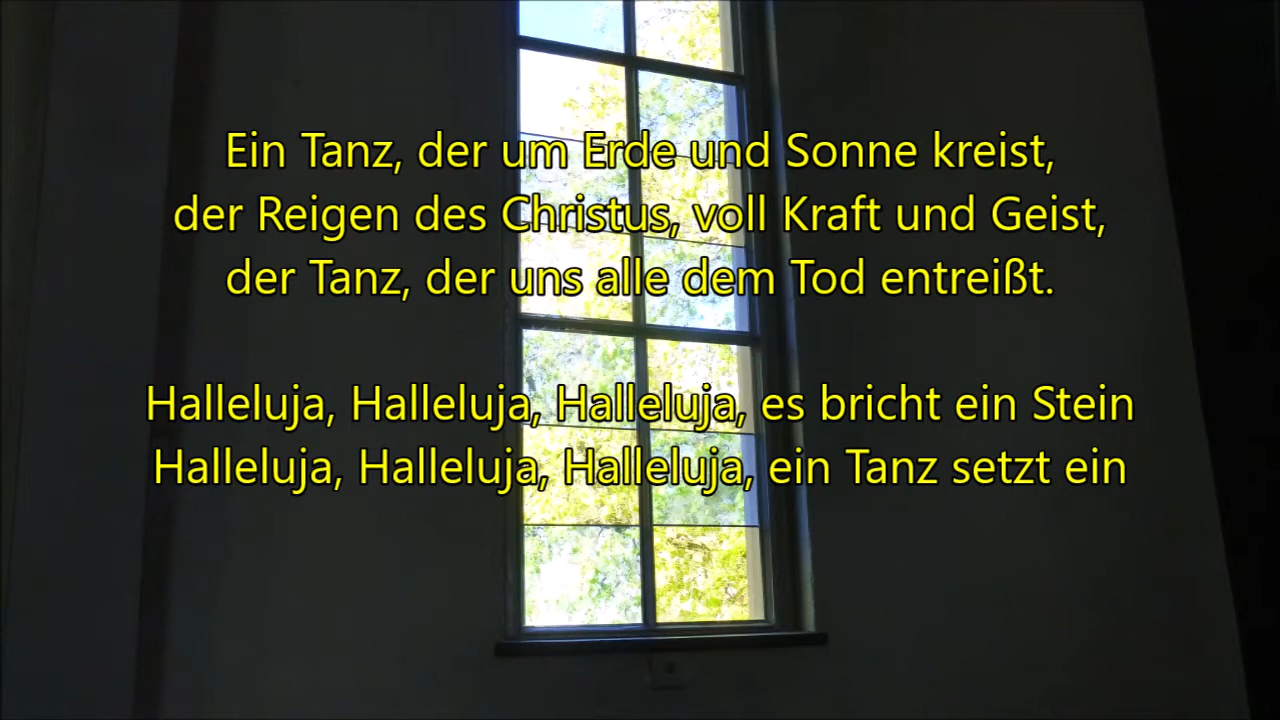 Ein Tanz, der um Erde und Sonne kreist,
der Reigen des Christus, voll Kraft und Geist,
der Tanz, der uns alle dem Tod entreißt.
Halleluja, Halleluja, Halleluja, es bricht ein Stein
Halleluja, Halleluja, Halleluja, ein Tanz setzt ein